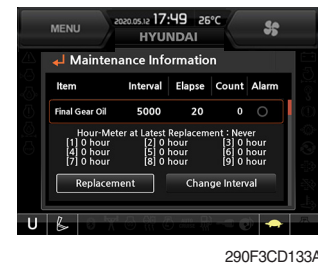 MENU 2020.05.12 17:49 26°C
HYUNDAI
Maintenance Information
Item Interval Elapse Count Alarm
Final Gear Oil 5000 20 0
Hour-Meter at Latest Replacement : Never
[1] 0 hour [2] 0 hour [3] 0 hour
[4] 0 hour [5] 0 hour [6] 0 hour
[7] 0 hour [8] 0 hour [9] 0 hour
Replacement Change Interval
U
290F3CD133A